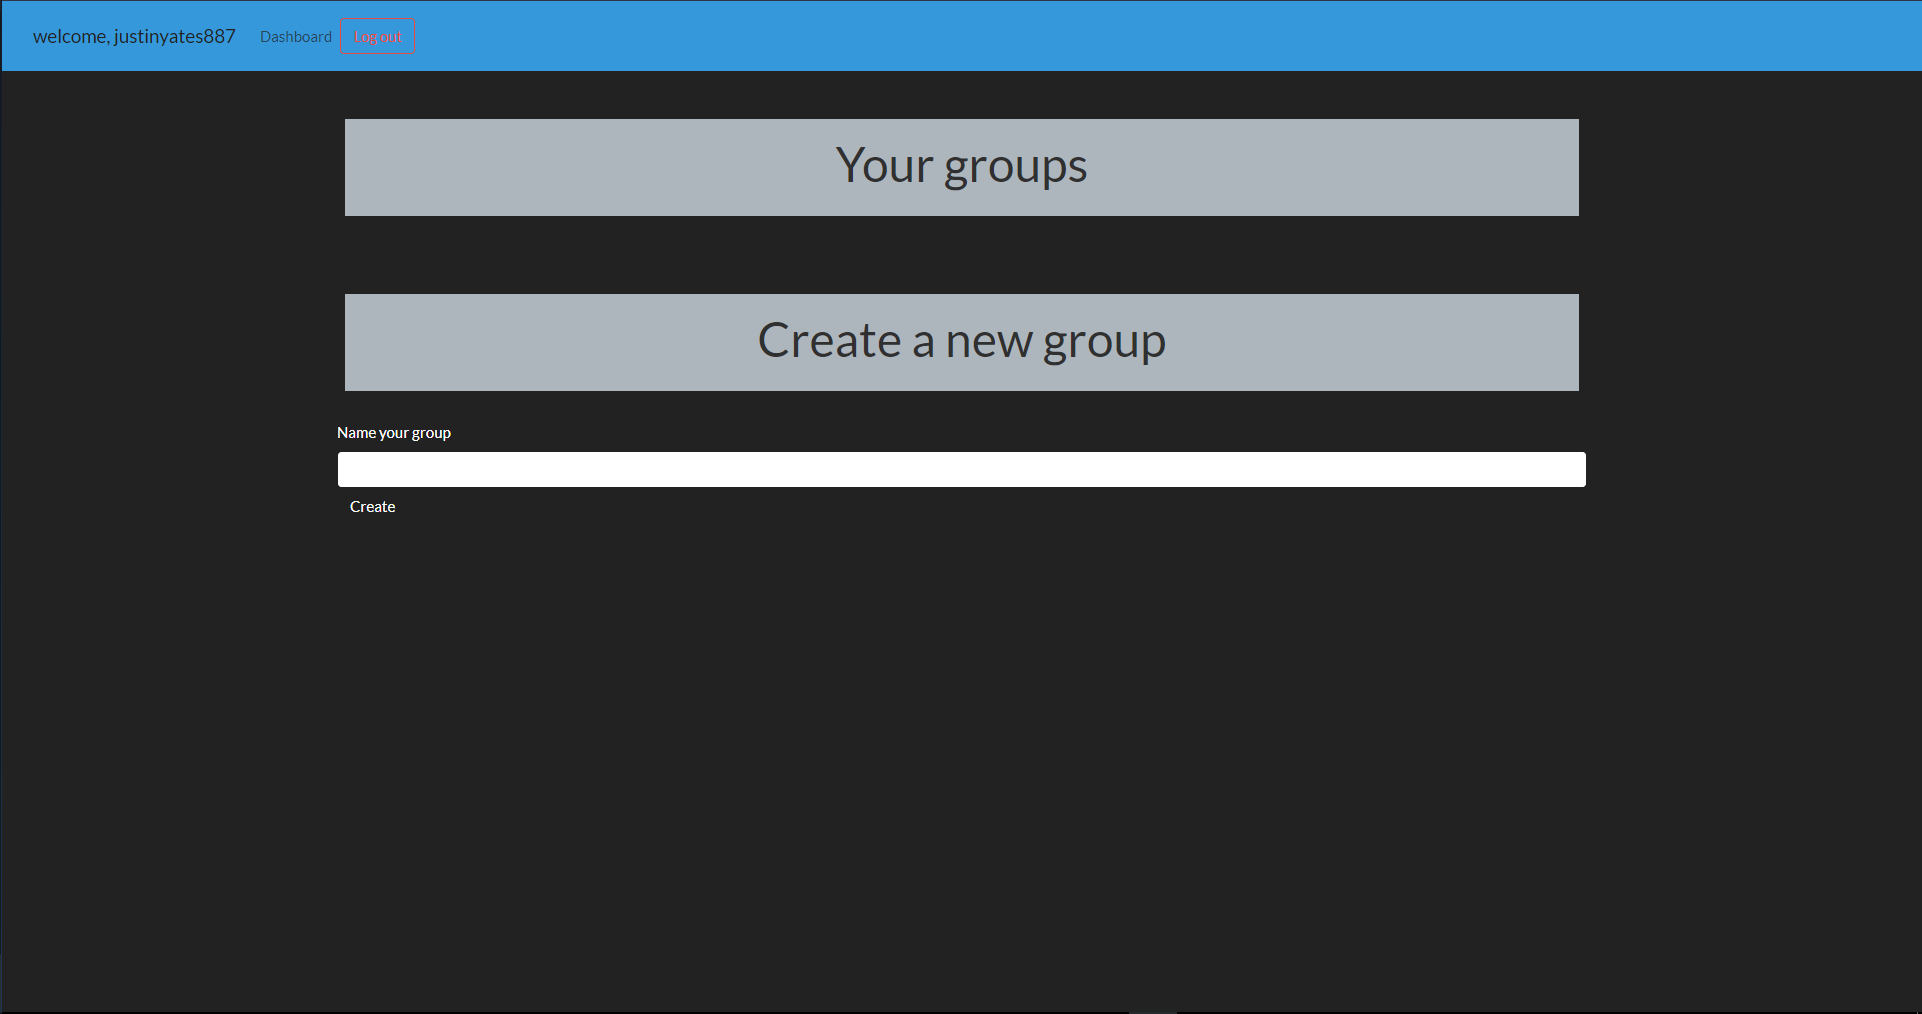 welcome, justinyates887 Dashboard Log out
Your groups
Create a new group
Name your group
Create